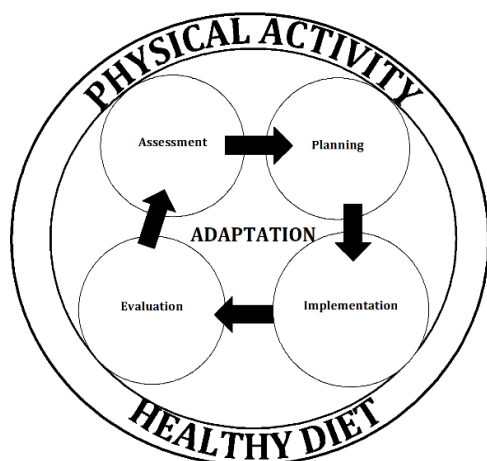 PHYSICAL ACTIVITY
Assessment
Planning
ADAPTATION
Evaluation
Implementation
HEALTHY DIET